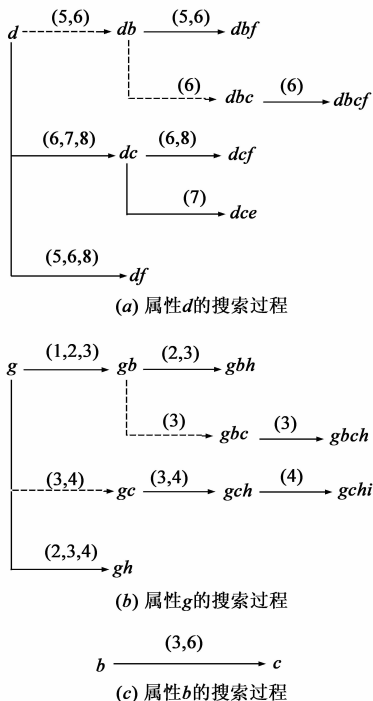 (5,6) (5,6)
d db dbf
(6) (6)
dbc dbcf
(6,7,8) (6,8)
dc dcf
(7)
dce
(5,6,8)
df
(a) 属性d的搜索过程
(1,2,3) (2,3)
g gb gbh
(3) (3)
gbc gbch
(3,4) (3,4) (4)
gc gch gchi
(2,3,4)
gh
(b) 属性g的搜索过程
(3,6)
b c
(c) 属性b的搜索过程